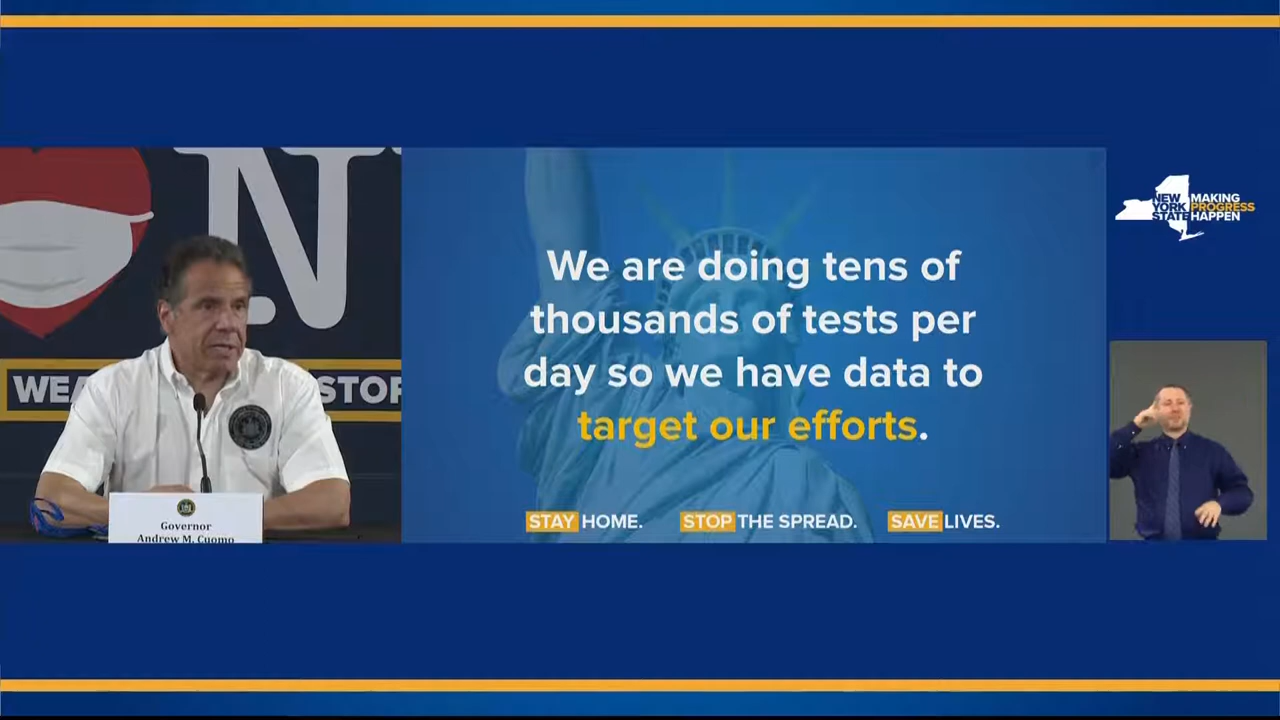 N
WEA
STOP
Governor
Andrew M. Cuomo
We are doing tens of
thousands of tests per
day so we have data to
target our efforts.
STAY HOME. STOP THE SPREAD. SAVE LIVES.
NEW
YORK
STATE
MAKING
PROGRESS
HAPPEN